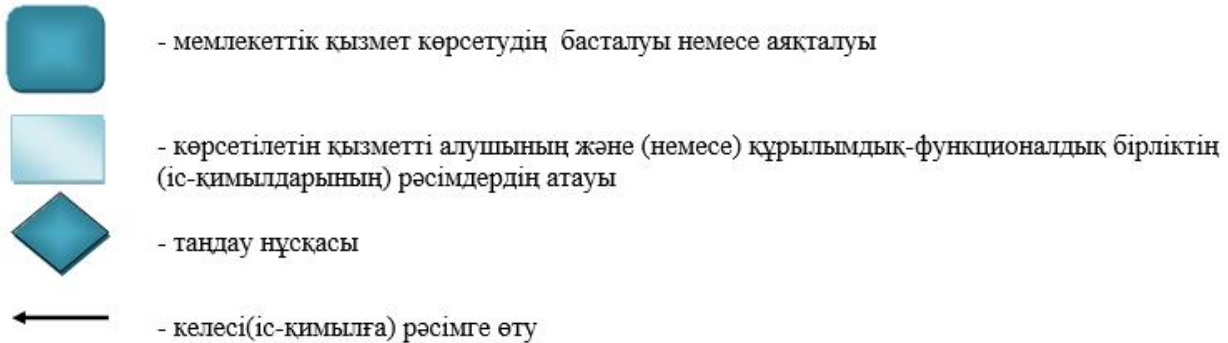 - мемлекеттік қызмет көрсетудің басталуы немесе аяқталуы
- көрсетілетін қызметті алушының және (немесе) құрылымдық-функционалдық бірліктің
(іс-қимылдарының) рәсімдердің атауы
- таңдау нұсқасы
- келесі(іс-қимылға) рәсімге өту